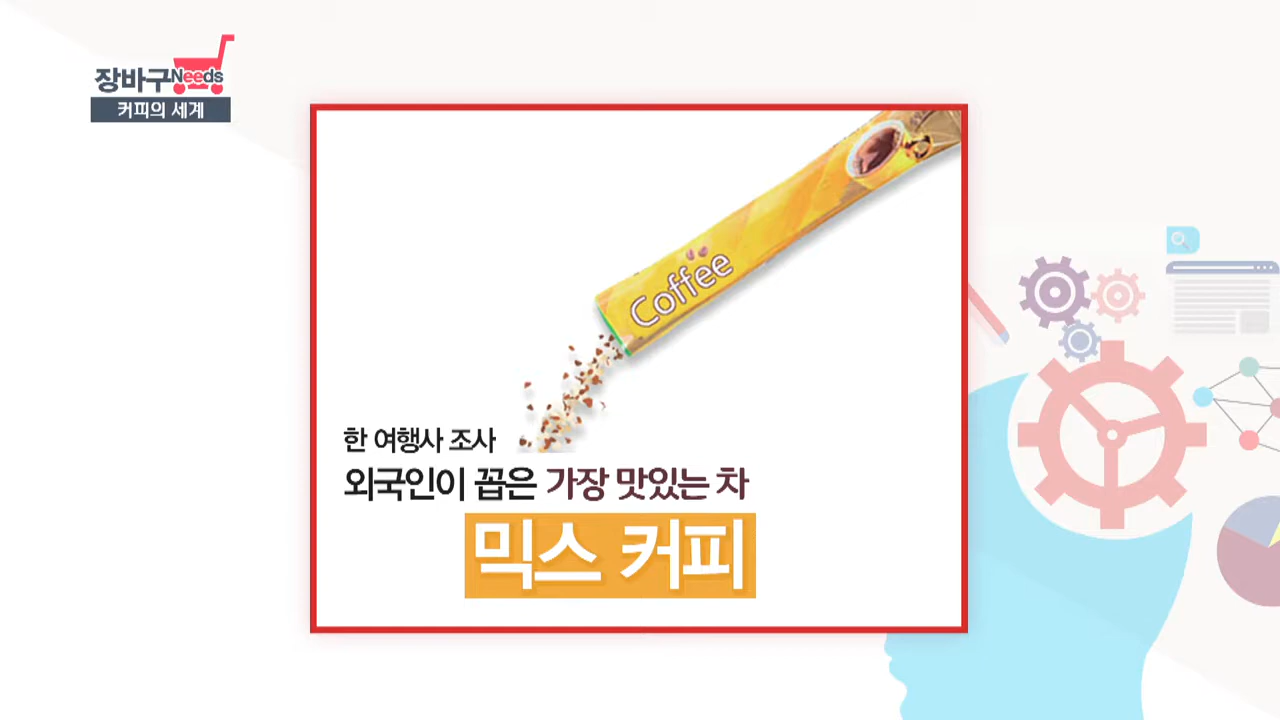 장바구Needs
커피의 세계
Coffee
한 여행사 조사
외국인이 꼽은 가장 맛있는 차
믹스 커피